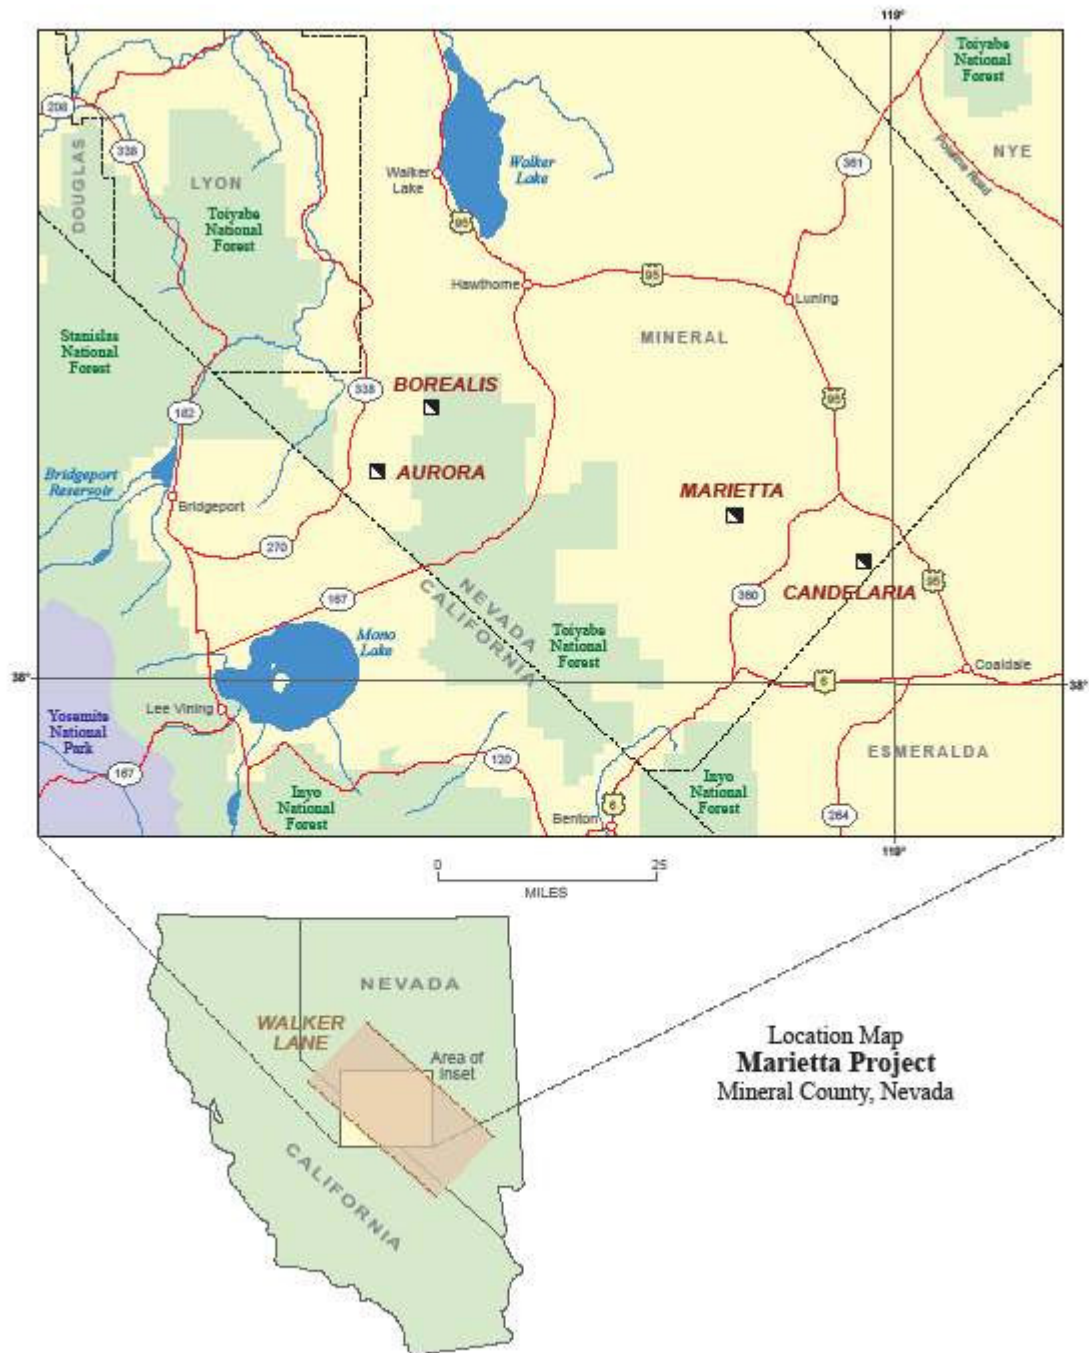 119°
Toiyabe
National
Forest
208
338
DOUGLAS
LYON
Toiyabe
National
Forest
Walker
Lake
Walker
Lake
95
361
Poleline Road
NYE
Hawthorne
95
Luning
MINERAL
Stanislas
National
Forest
BOREALIS
338
95
182
AURORA
Bridgeport
Reservoir
Bridgeport
MARIETTA
270
NEVADA
CALIFORNIA
167
360
CANDELARIA
95
Mono
Lake
Toiyabe
National
Forest
Coaldale
38°
6
38°
Lee Vining
Yosemite
National
Park
ESMERALDA
167
120
Inyo
National
Forest
Inyo
National
Forest
6
Benton
264
119°
0
25
MILES
NEVADA
WALKER
LANE
Area of
Inset
CALIFORNIA
Location Map
Marietta Project
Mineral County, Nevada